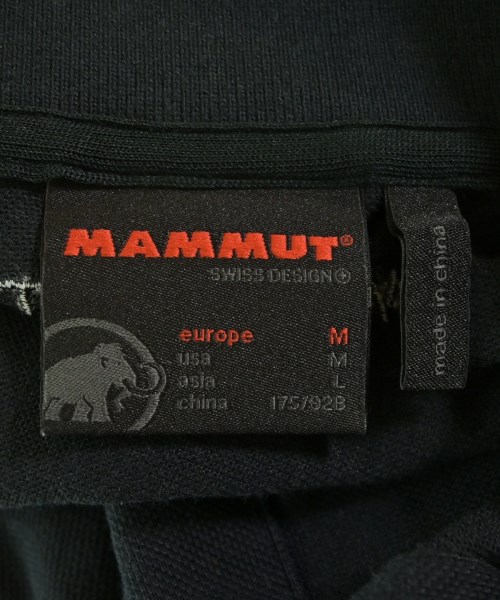 MAMMUT®
SWISS DESIGN
europe M
usa M
asia L
china 175/92B
made in china